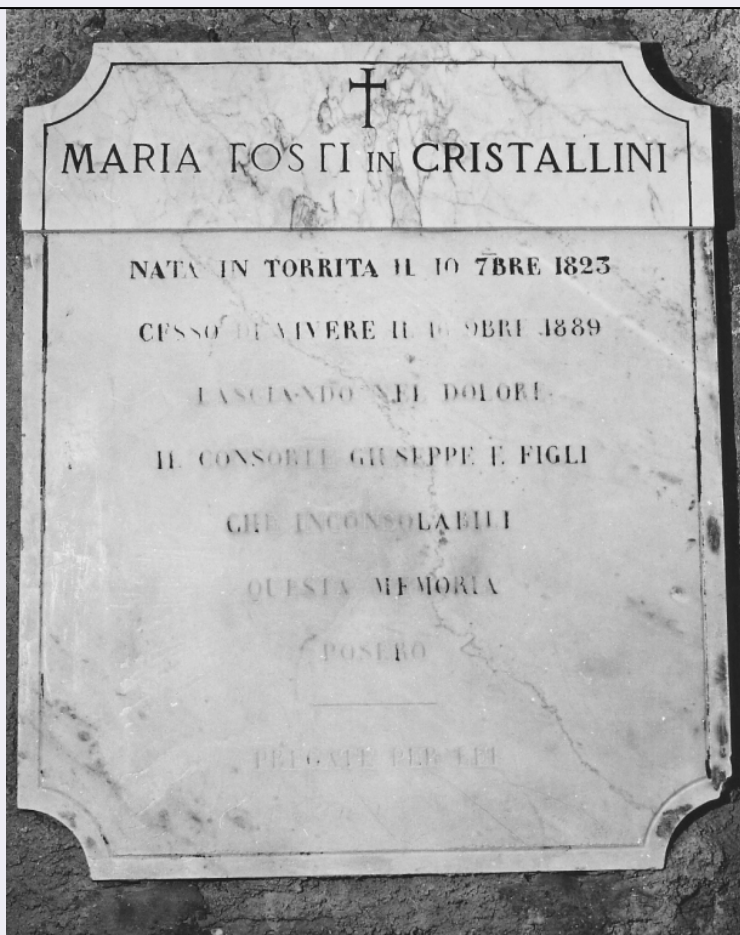 MARIA TOSTI IN CRISTALLINI
NATA IN TORRITA IL 10 7BRE 1823
CESSO DI VIVERE IL 16 9BRE 1889
LASCIANDO NEL DOLORE
IL CONSORTE GIUSEPPE E FIGLI
CHE INCONSOLABILI
QUESTA MEMORIA
POSERO
PREGATE PER LEI